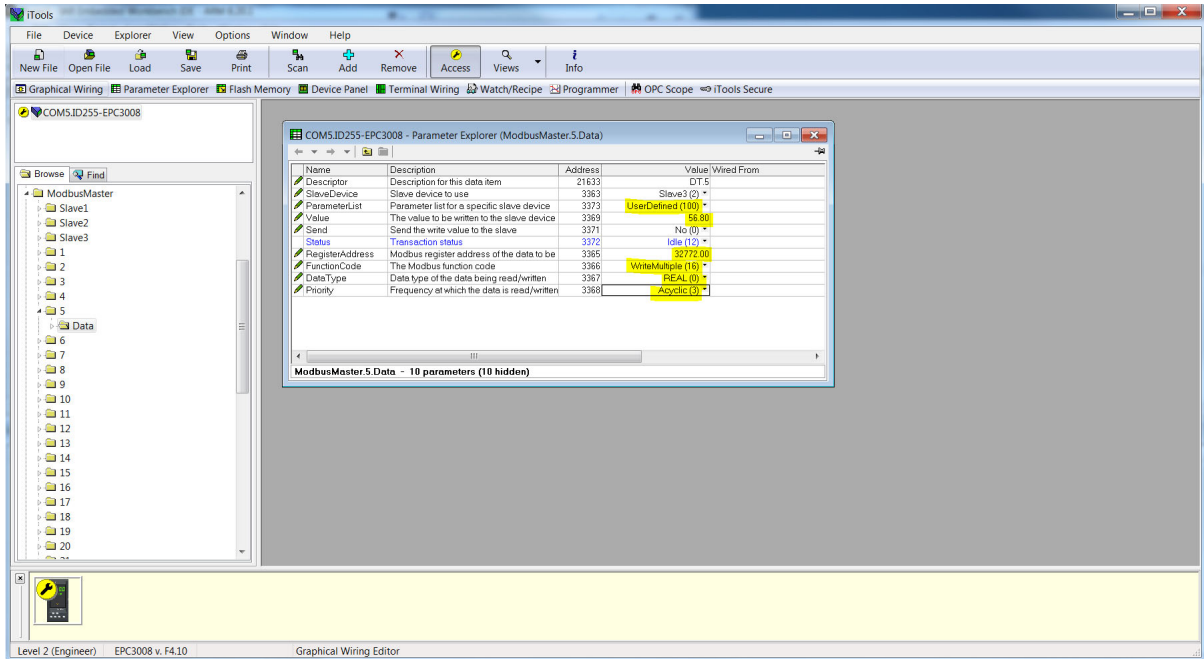 iTools
File Device Explorer View Options Window Help
New File Open File Load Save Print Scan Add Remove Access Views Info
Graphical Wiring Parameter Explorer Flash Memory Device Panel Terminal Wiring Watch/Recipe Programmer OPC Scope iTools Secure
COM5.ID255-EPC3008
Browse Find
ModbusMaster
Slave1
Slave2
Slave3
1
2
3
4
5
Data
6
7
8
9
10
11
12
13
14
15
16
17
18
19
20
COM5.ID255-EPC3008 - Parameter Explorer (ModbusMaster.5.Data)
Name Description Address Value Wired From
Descriptor Description for this data item 21633 DT.5
SlaveDevice Slave device to use 3363 Slave3 (2)
ParameterList Parameter list for a specific slave device 3373 UserDefined (100)
Value The value to be written to the slave device 3369 56.80
Send Send the write value to the slave 3371 No (0)
Status Transaction status 3372 Idle (12)
RegisterAddress Modbus register address of the data to be 3365 32772.00
FunctionCode The Modbus function code 3366 WriteMultiple (16)
DataType Data type of the data being read/written 3367 REAL (0)
Priority Frequency at which the data is read/written 3368 Acyclic (3)
ModbusMaster.5.Data - 10 parameters (10 hidden)
Level 2 (Engineer) EPC3008 v. F4.10 Graphical Wiring Editor